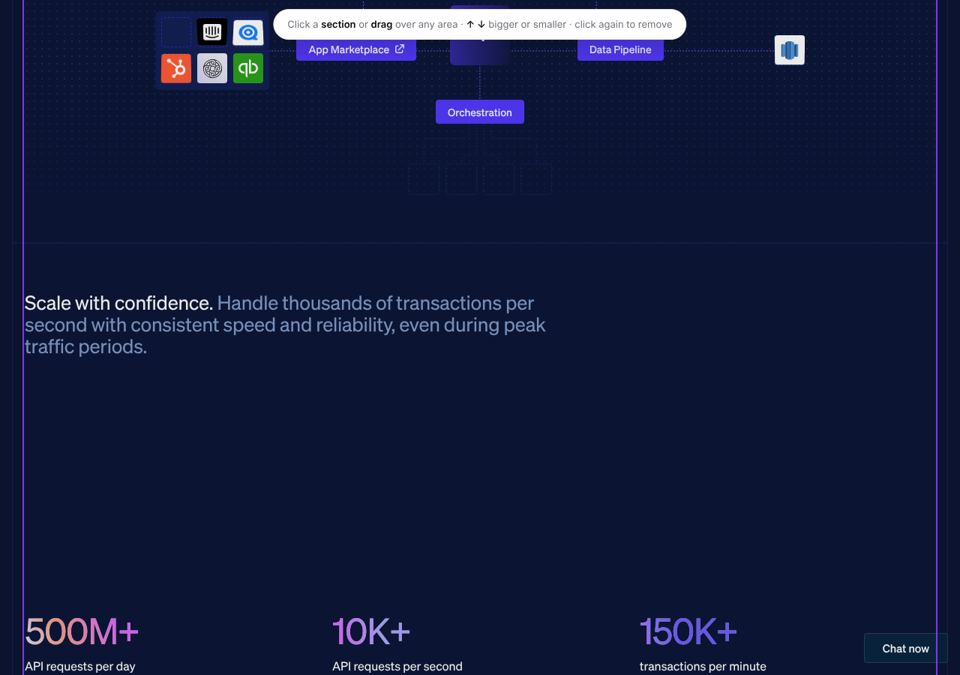 Click a section or drag over any area · ↑ ↓ bigger or smaller · click again to remove
App Marketplace
Data Pipeline
qb
Orchestration
Scale with confidence. Handle thousands of transactions per
second with consistent speed and reliability, even during peak
traffic periods.
500M+
10K+
150K+
API requests per day
API requests per second
transactions per minute
Chat now